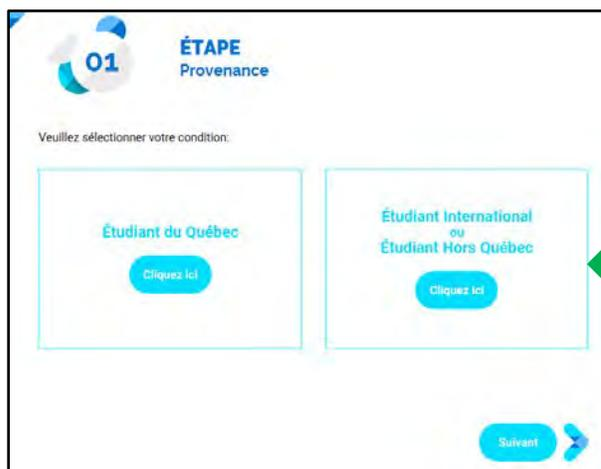 01
ÉTAPE
Provenance
Veuillez sélectionner votre condition:
Étudiant du Québec
Cliquez ici
Étudiant International
ou
Étudiant Hors Québec
Cliquez ici
Suivant